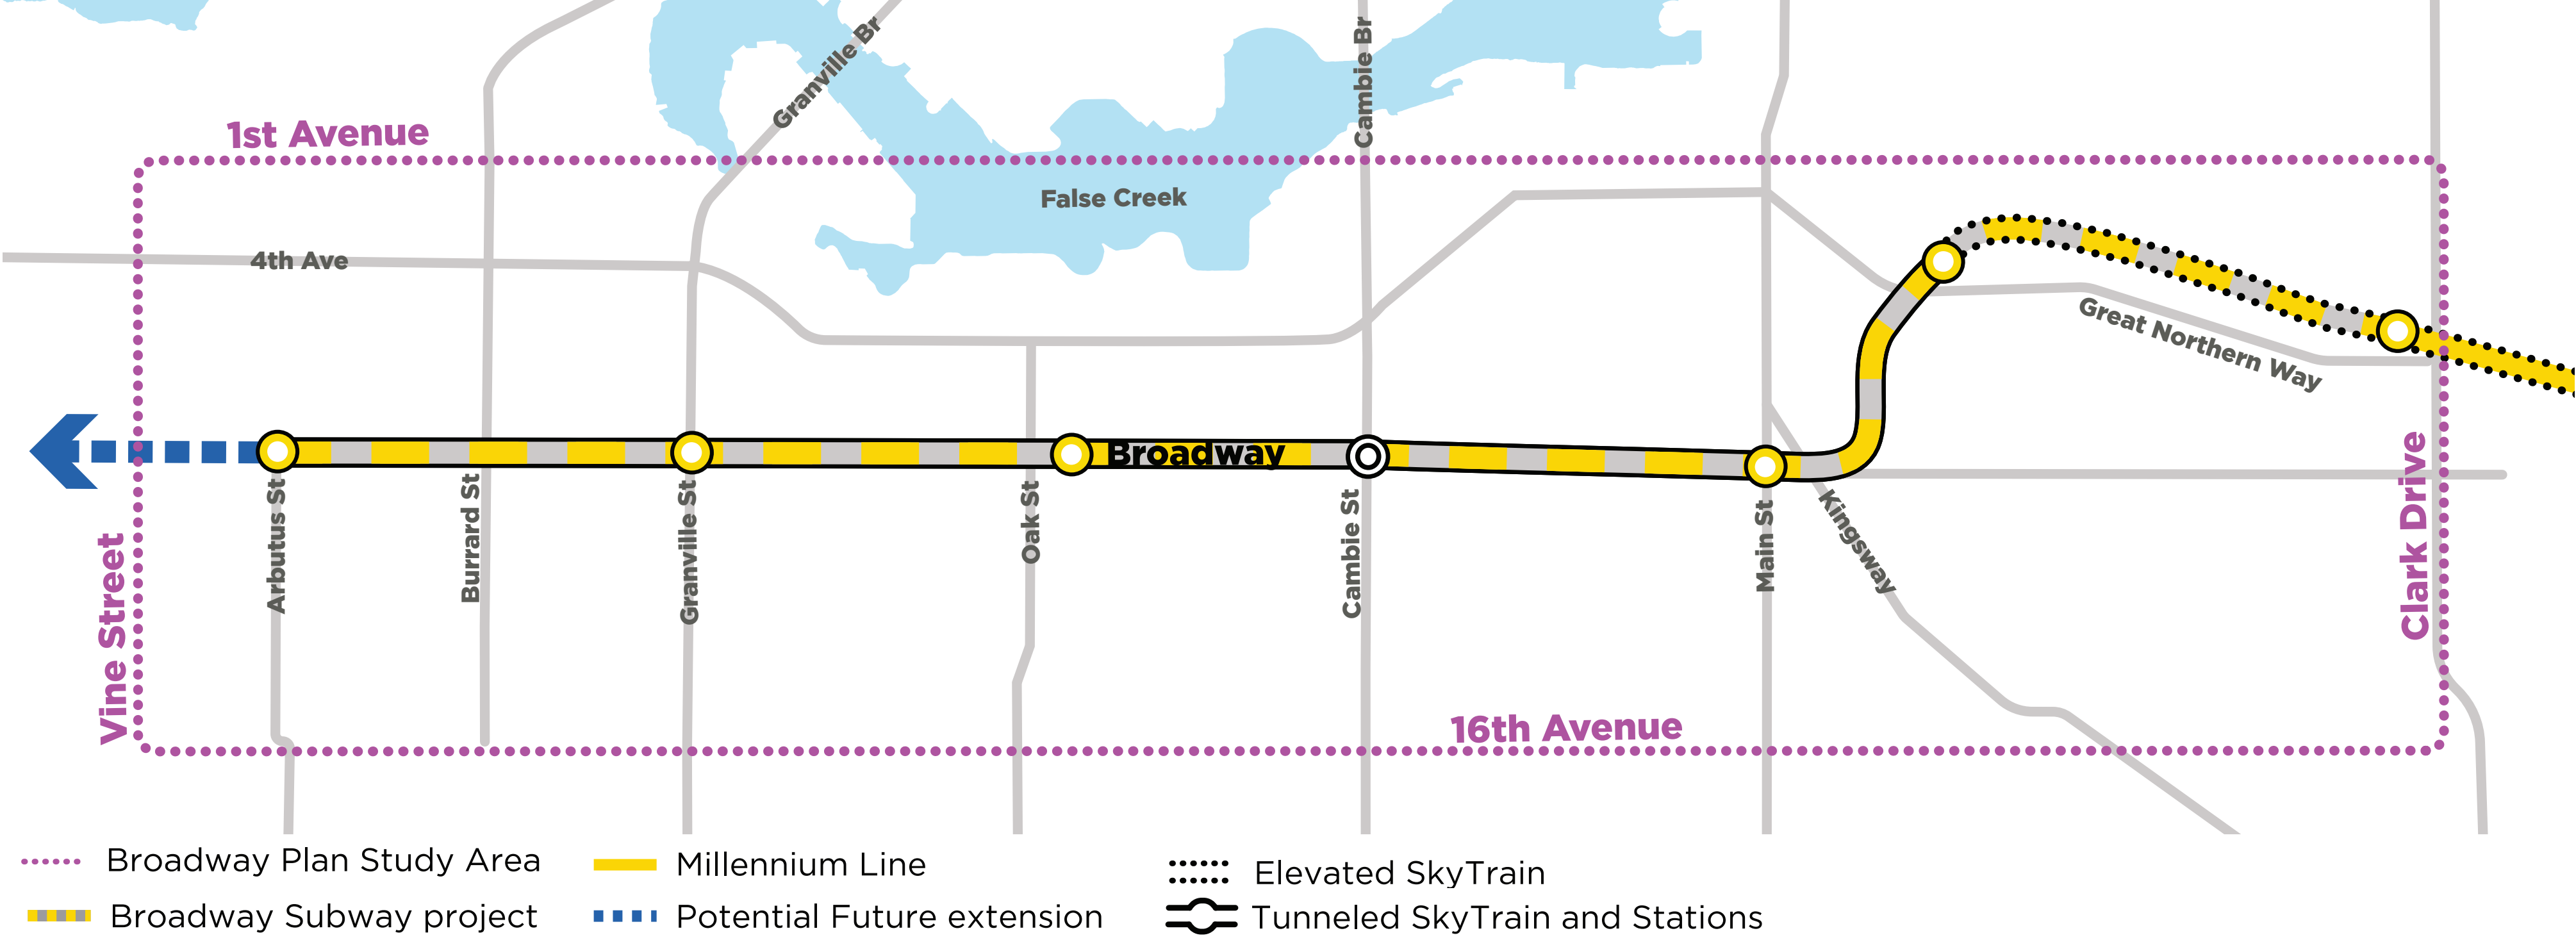 Granville Br
Cambie Br
1st Avenue
False Creek
4th Ave
Great Northern Way
Broadway
Vine Street
Arbutus St
Burrard St
Granville St
Oak St
Cambie St
Main St
Kingsway
Clark Drive
16th Avenue
Broadway Plan Study Area
Millennium Line
Elevated SkyTrain
Broadway Subway project
Potential Future extension
Tunneled SkyTrain and Stations